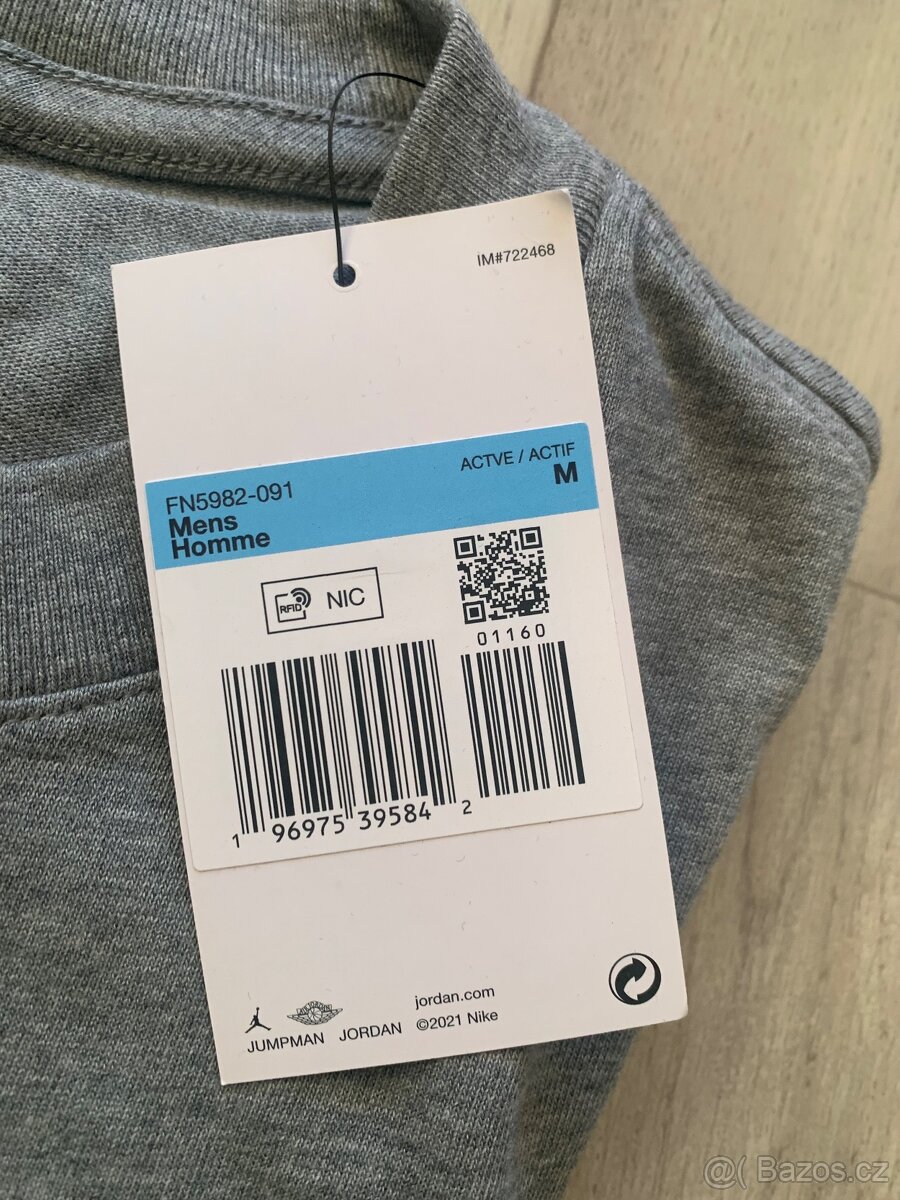 IM#722468
ACTVE / ACTIF
M
FN5982-091
Mens
Homme
RFID NIC
01160
1 96975 39584 2
jordan.com
JUMPMAN JORDAN ©2021 Nike
@( Bazos.cz